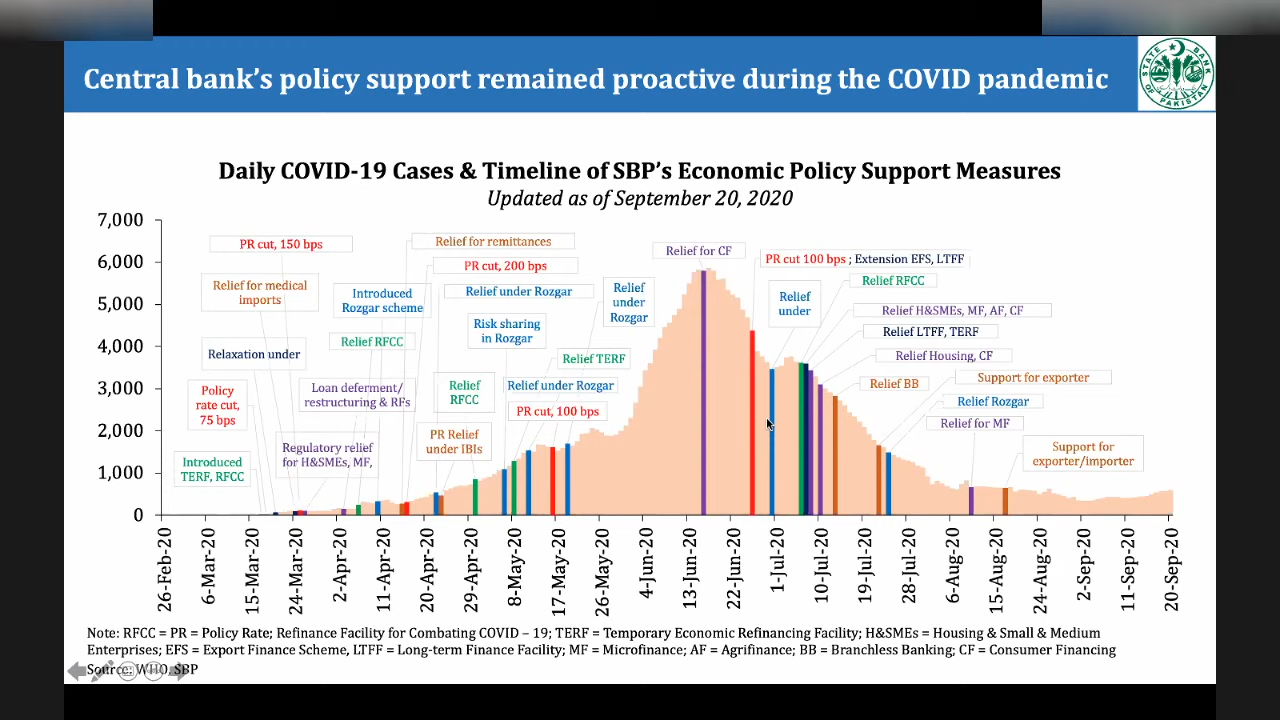 Central bank's policy support remained proactive during the COVID pandemic
STATE BANK OF PAKISTAN
Daily COVID-19 Cases & Timeline of SBP's Economic Policy Support Measures
Updated as of September 20, 2020
7,000
6,000
5,000
4,000
3,000
2,000
1,000
0
PR cut, 150 bps
Relief for medical
imports
Relaxation under
Policy
rate cut,
75 bps
Introduced
TERF, RFCC
Introduced
Rozgar scheme
Relief RFCC
Loan deferment/
restructuring & RFs
Regulatory relief
for H&SMEs, MF,
Relief for remittances
PR cut, 200 bps
Relief under Rozgar
Risk sharing
in Rozgar
Relief TERF
Relief
RFCC
Relief under Rozgar
PR cut, 100 bps
PR Relief
under IBIs
Relief
under
Rozgar
Relief for CF
PR cut 100 bps ; Extension EFS, LTFF
Relief RFCC
Relief
under
Relief H&SMEs, MF, AF, CF
Relief LTFF, TERF
Relief Housing, CF
Relief BB
Support for exporter
Relief Rozgar
Relief for MF
Support for
exporter/importer
26-Feb-20
6-Mar-20
15-Mar-20
24-Mar-20
2-Apr-20
11-Apr-20
20-Apr-20
29-Apr-20
8-May-20
17-May-20
26-May-20
4-Jun-20
13-Jun-20
22-Jun-20
1-Jul-20
10-Jul-20
19-Jul-20
28-Jul-20
6-Aug-20
15-Aug-20
24-Aug-20
2-Sep-20
11-Sep-20
20-Sep-20
Note: RFCC = PR = Policy Rate; Refinance Facility for Combating COVID – 19; TERF = Temporary Economic Refinancing Facility; H&SMEs = Housing & Small & Medium
Enterprises; EFS = Export Finance Scheme, LTFF = Long-term Finance Facility; MF = Microfinance; AF = Agrifinance; BB = Branchless Banking; CF = Consumer Financing
Source: WHO, SBP